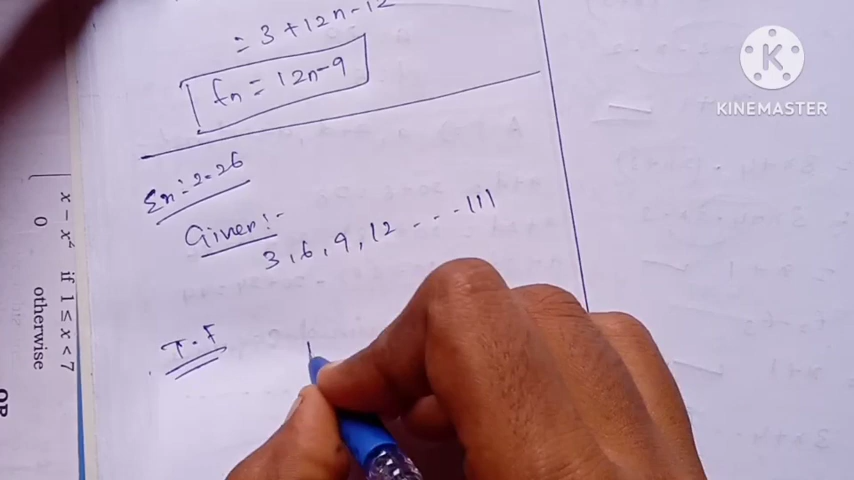 = 3 + 12n - 12
fn = 12n - 9
K
KINEMASTER
Ex: 2.26
Given:-
3, 6, 9, 12 ... 111
T.F
x - x² if 1 ≤ x < 7
0 otherwise
OR